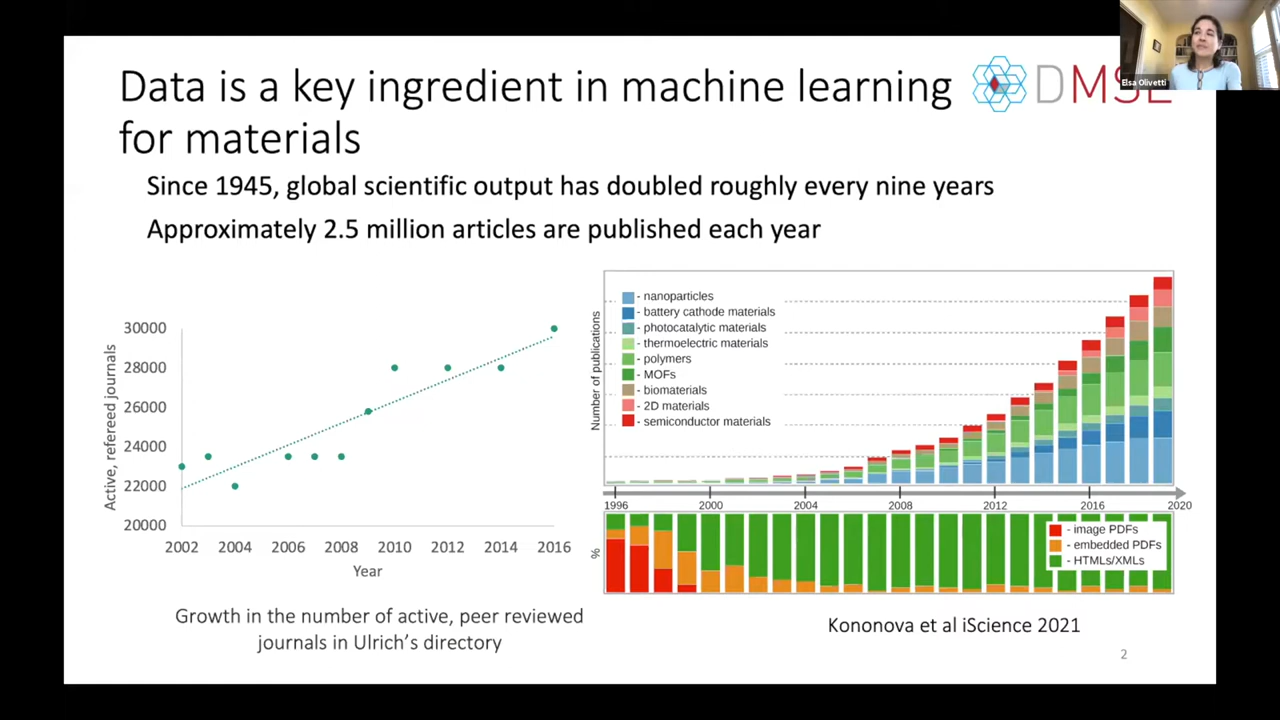 Data is a key ingredient in machine learning
for materials
DMSE
Elsa Olivetti
Since 1945, global scientific output has doubled roughly every nine years
Approximately 2.5 million articles are published each year
Active, refereed journals
30000
28000
26000
24000
22000
20000
2002 2004 2006 2008 2010 2012 2014 2016
Year
Growth in the number of active, peer reviewed
journals in Ulrich's directory
Number of publications
- nanoparticles
- battery cathode materials
- photocatalytic materials
- thermoelectric materials
- polymers
- MOFs
- biomaterials
- 2D materials
- semiconductor materials
1996 2000 2004 2008 2012 2016 2020
%
- image PDFs
- embedded PDFs
- HTMLs/XMLs
Kononova et al iScience 2021
2